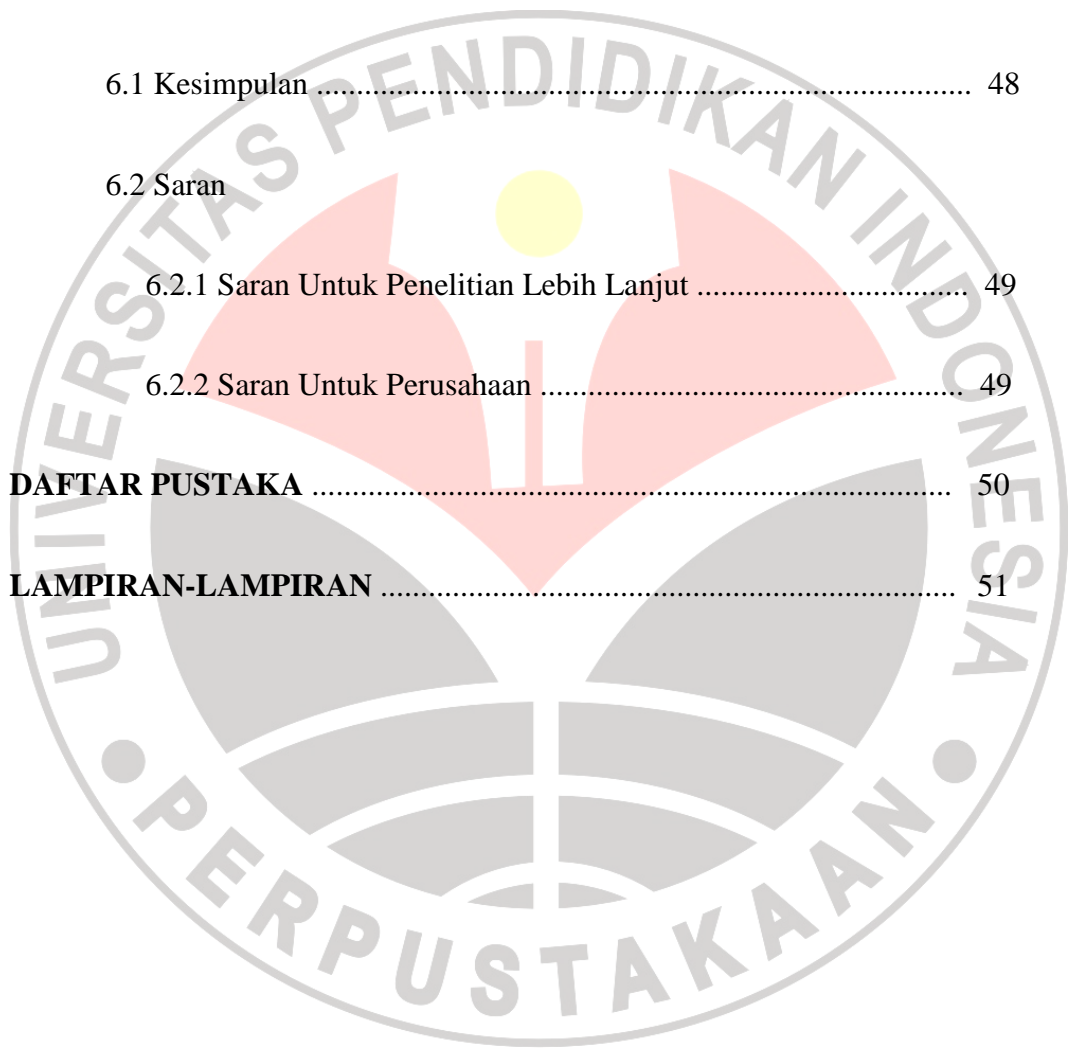 6.1 Kesimpulan ................................................................................ 48
6.2 Saran
6.2.1 Saran Untuk Penelitian Lebih Lanjut ................................. 49
6.2.2 Saran Untuk Perusahaan .................................................... 49
DAFTAR PUSTAKA .............................................................................. 50
LAMPIRAN-LAMPIRAN ...................................................................... 51
UNIVERSITAS PENDIDIKAN INDONESIA
PERPUSTAKAAN